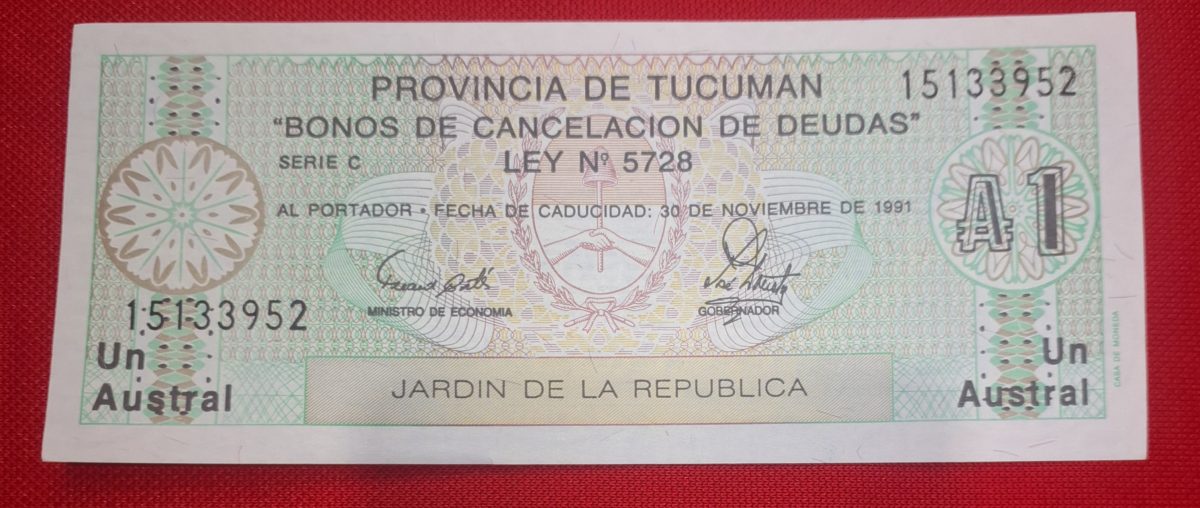 PROVINCIA DE TUCUMAN
15133952
"BONOS DE CANCELACION DE DEUDAS"
SERIE C
LEY Nº 5728
A1
AL PORTADOR • FECHA DE CADUCIDAD: 30 DE NOVIEMBRE DE 1991
MINISTRO DE ECONOMIA
GOBERNADOR
15133952
Un
Austral
JARDIN DE LA REPUBLICA
Un
Austral
CASA DE MONEDA